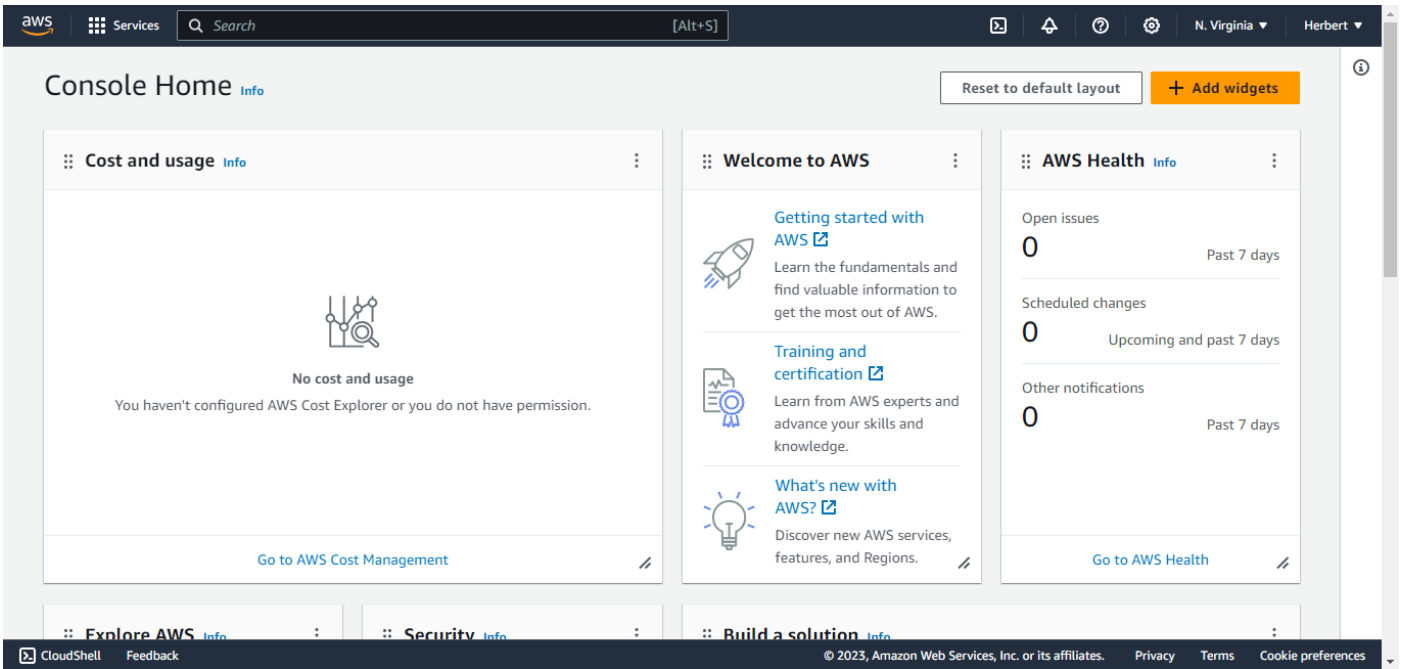 aws
Services
Search [Alt+S]
N. Virginia ▼
Herbert ▼
Console Home Info
Reset to default layout
+ Add widgets
Cost and usage Info
No cost and usage
You haven't configured AWS Cost Explorer or you do not have permission.
Go to AWS Cost Management
Welcome to AWS
Getting started with
AWS
Learn the fundamentals and
find valuable information to
get the most out of AWS.
Training and
certification
Learn from AWS experts and
advance your skills and
knowledge.
What's new with
AWS?
Discover new AWS services,
features, and Regions.
AWS Health Info
Open issues
0 Past 7 days
Scheduled changes
0 Upcoming and past 7 days
Other notifications
0 Past 7 days
Go to AWS Health
Explore AWS Info
Security Info
Build a solution Info
CloudShell
Feedback
© 2023, Amazon Web Services, Inc. or its affiliates.
Privacy
Terms
Cookie preferences